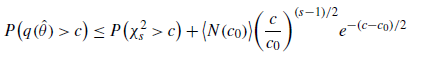 P(q(θ̂) > c) ≤ P(χ²ₛ > c) + ⟨N(c₀)⟩(c/c₀)^{(s−1)/2} e^{−(c−c₀)/2}